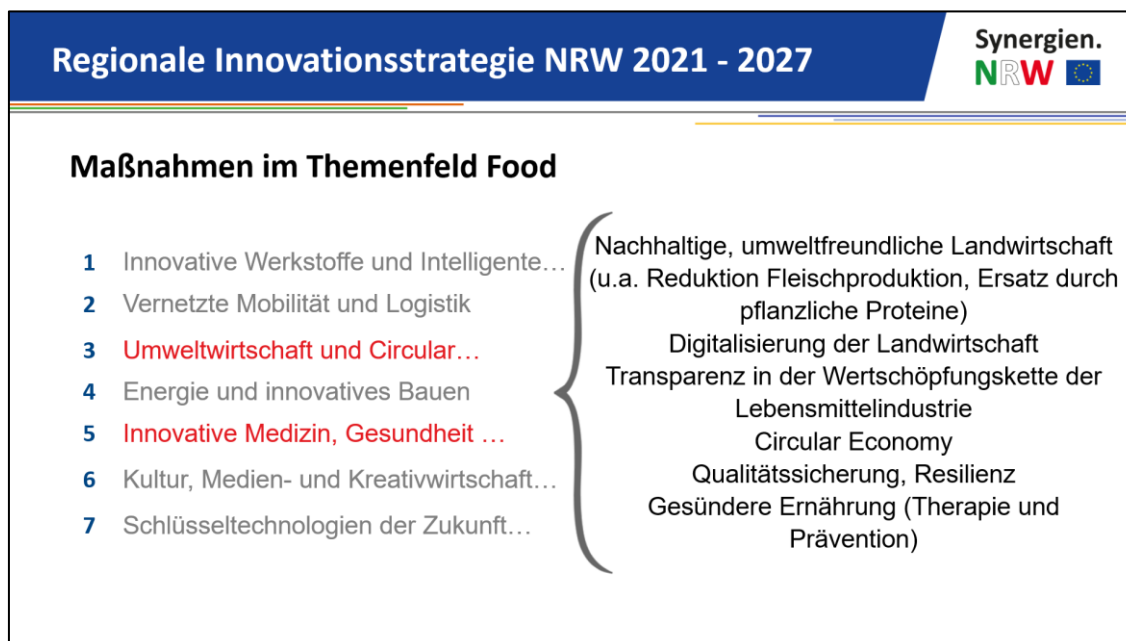 Regionale Innovationsstrategie NRW 2021 - 2027
Synergien.
NRW
Maßnahmen im Themenfeld Food
1 Innovative Werkstoffe und Intelligente…
2 Vernetzte Mobilität und Logistik
3 Umweltwirtschaft und Circular…
4 Energie und innovatives Bauen
5 Innovative Medizin, Gesundheit …
6 Kultur, Medien- und Kreativwirtschaft…
7 Schlüsseltechnologien der Zukunft…
Nachhaltige, umweltfreundliche Landwirtschaft
(u.a. Reduktion Fleischproduktion, Ersatz durch
pflanzliche Proteine)
Digitalisierung der Landwirtschaft
Transparenz in der Wertschöpfungskette der
Lebensmittelindustrie
Circular Economy
Qualitätssicherung, Resilienz
Gesündere Ernährung (Therapie und
Prävention)